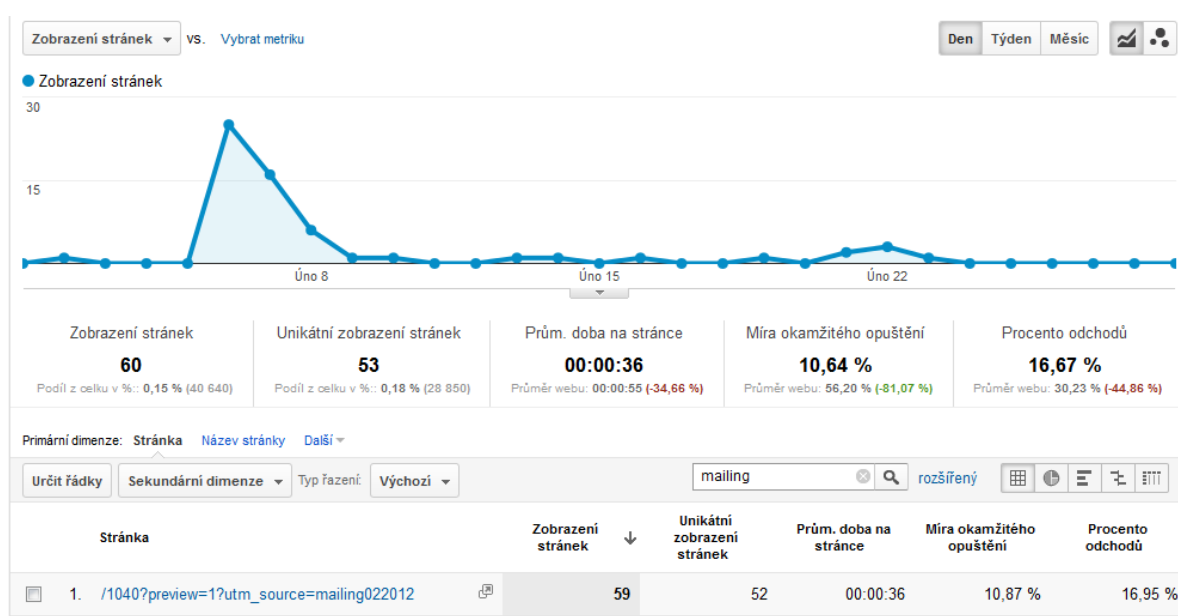 Zobrazení stránek vs. Vybrat metriku Den Týden Měsíc
Zobrazení stránek
30
15
Úno 8 Úno 15 Úno 22
Zobrazení stránek Unikátní zobrazení stránek Prům. doba na stránce Míra okamžitého opuštění Procento odchodů
60 53 00:00:36 10,64 % 16,67 %
Podíl z celku v %:: 0,15 % (40 640) Podíl z celku v %:: 0,18 % (28 850) Průměr webu: 00:00:55 (-34,66 %) Průměr webu: 56,20 % (-81,07 %) Průměr webu: 30,23 % (-44,86 %)
Primární dimenze: Stránka Název stránky Další
Určit řádky Sekundární dimenze Typ řazení: Výchozí mailing rozšířený
Stránka Zobrazení stránek Unikátní zobrazení stránek Prům. doba na stránce Míra okamžitého opuštění Procento odchodů
1. /1040?preview=1?utm_source=mailing022012 59 52 00:00:36 10,87 % 16,95 %